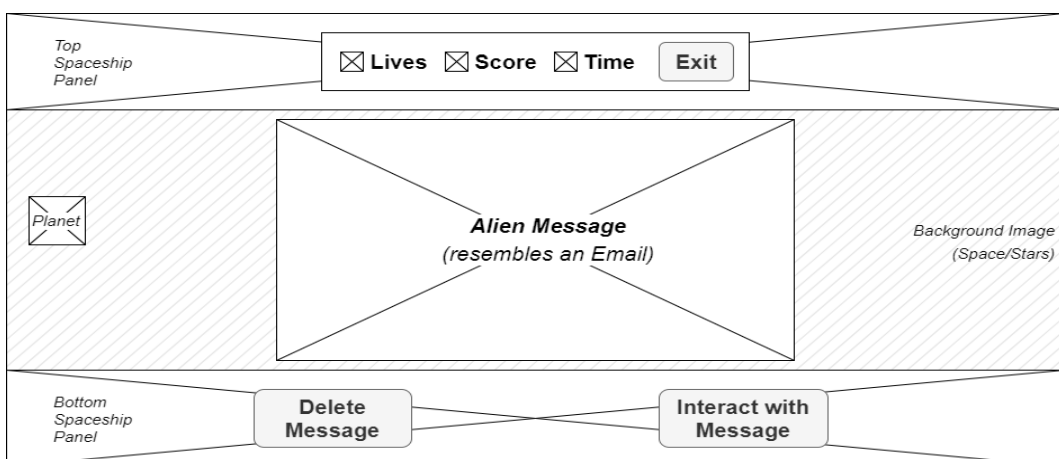 Top
Spaceship
Panel
Lives Score Time Exit
Planet
Alien Message
(resembles an Email)
Background Image
(Space/Stars)
Bottom
Spaceship
Panel
Delete
Message
Interact with
Message